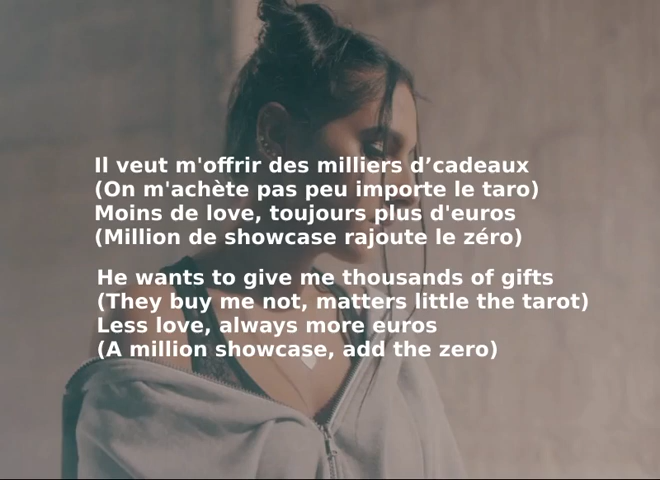 Il veut m'offrir des milliers d’cadeaux
(On m'achète pas peu importe le taro)
Moins de love, toujours plus d'euros
(Million de showcase rajoute le zéro)
He wants to give me thousands of gifts
(They buy me not, matters little the tarot)
Less love, always more euros
(A million showcase, add the zero)